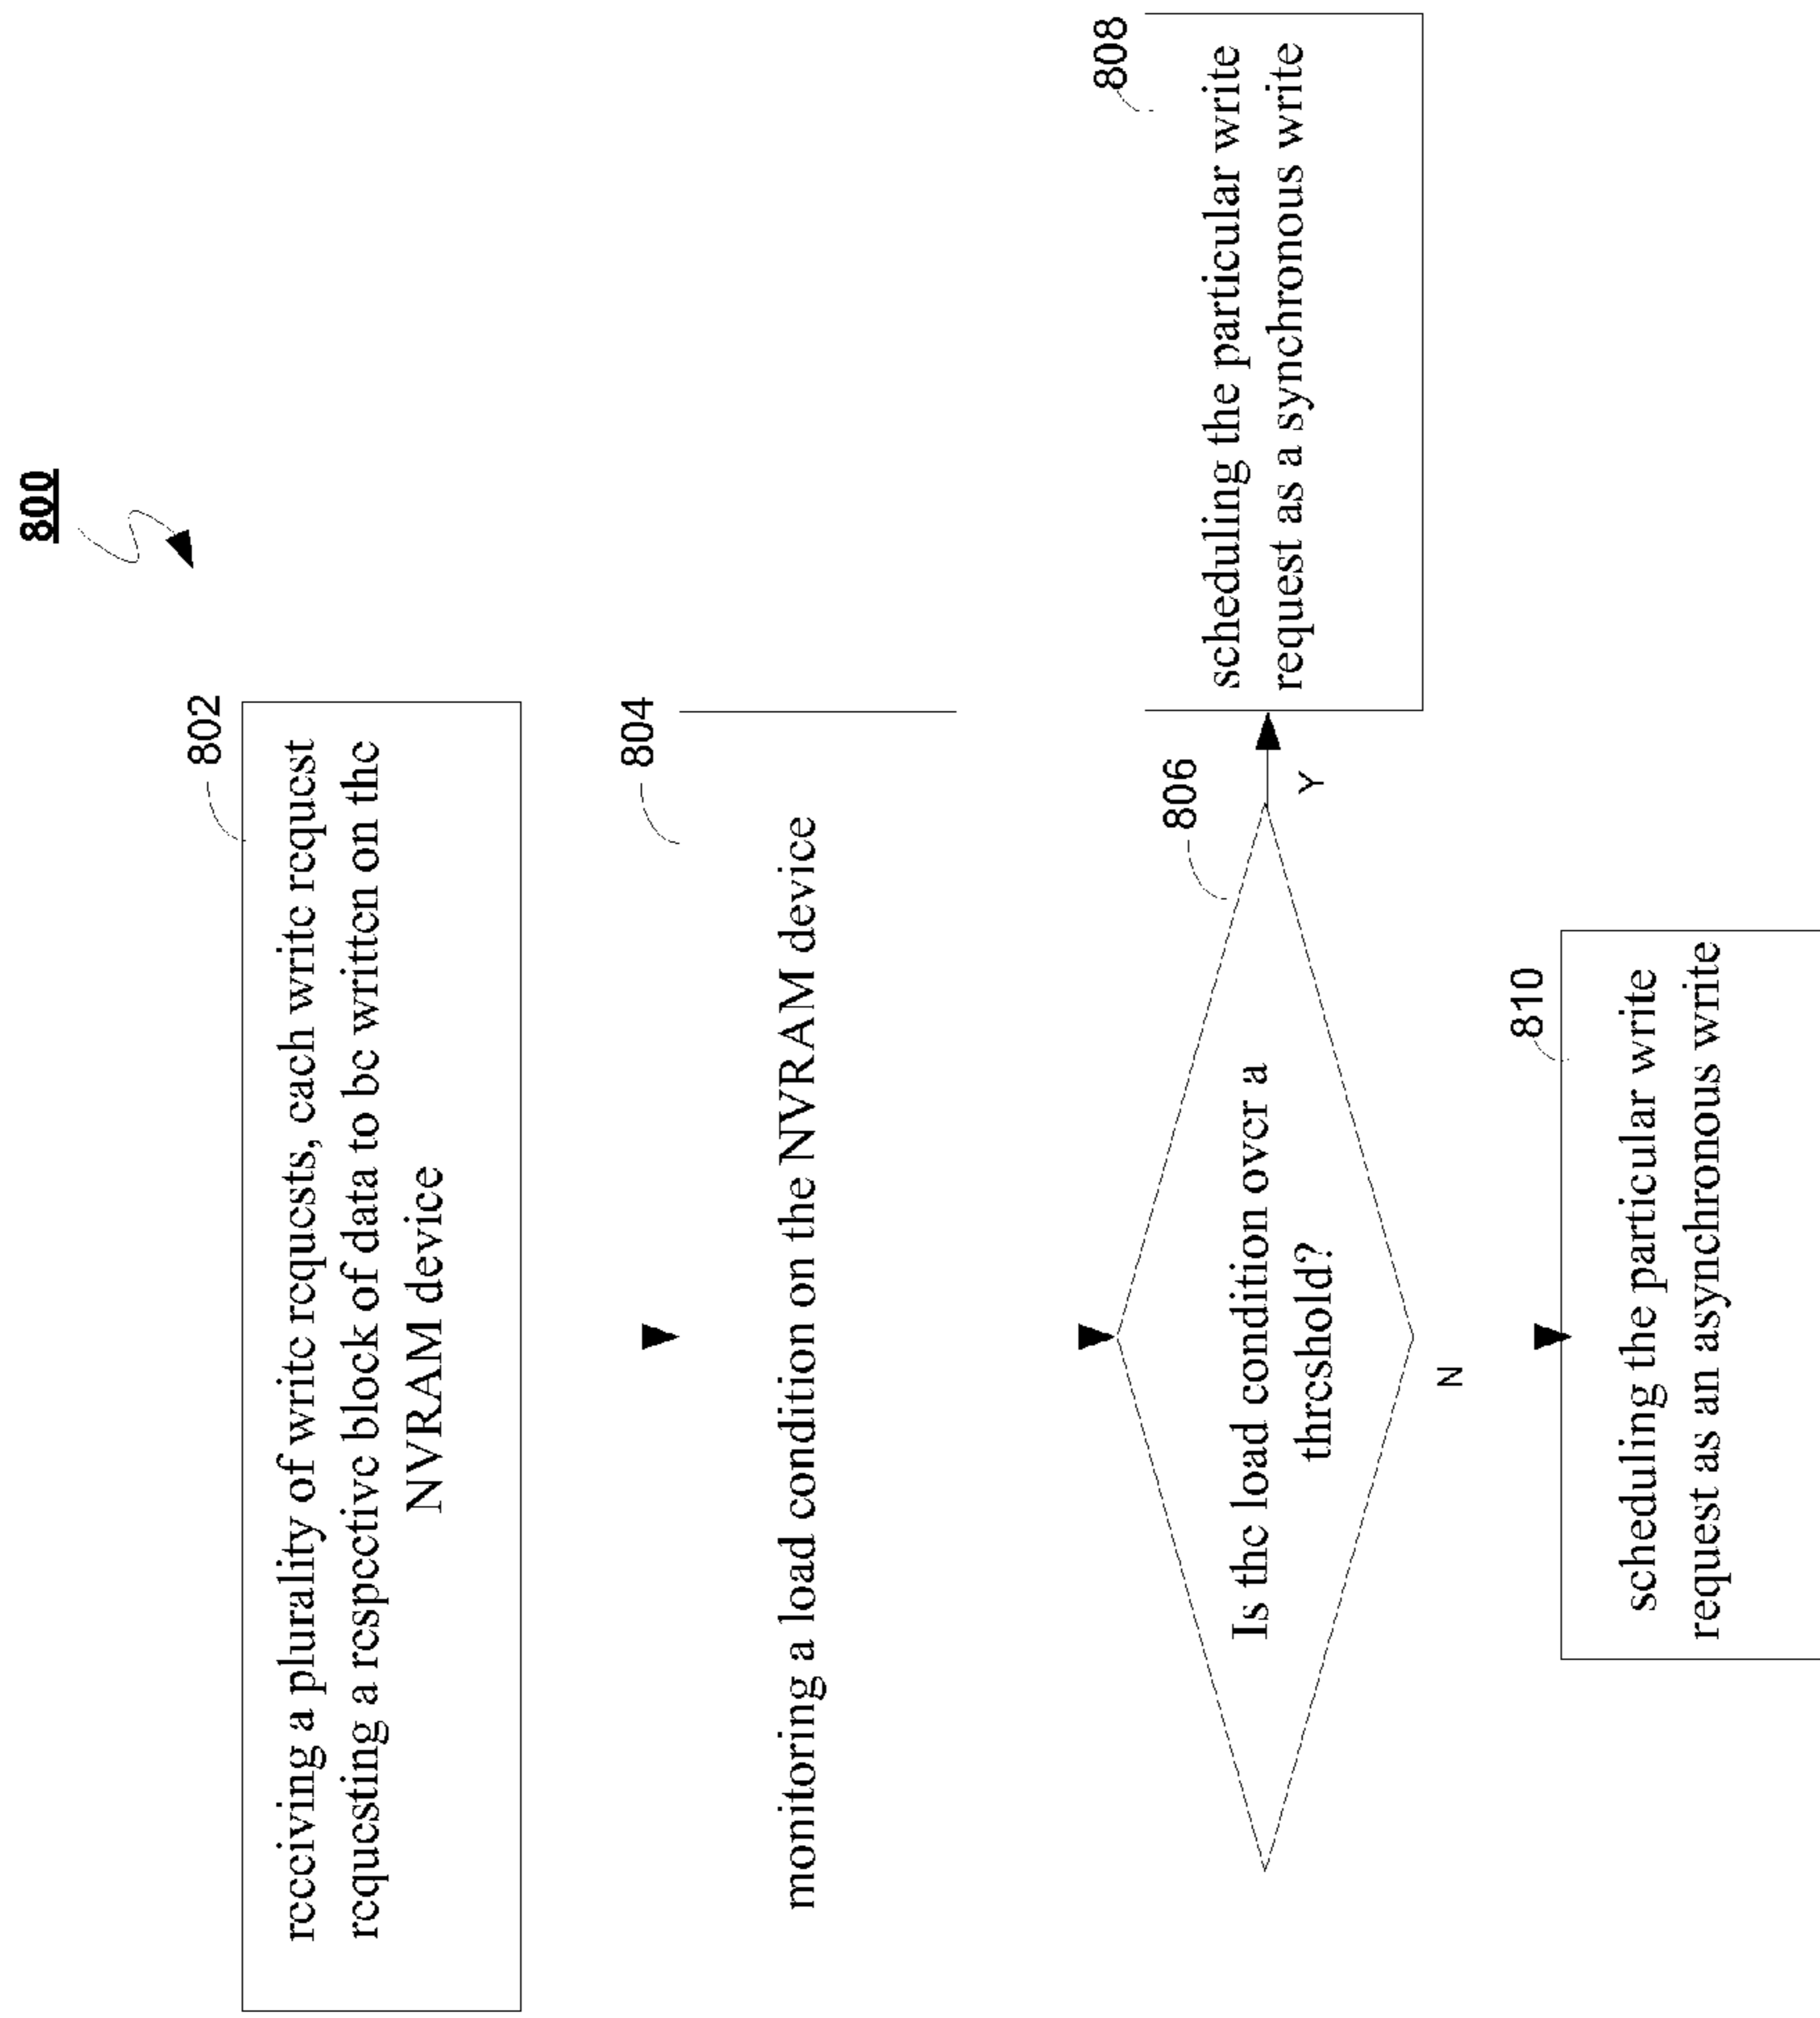 800
802
receiving a plurality of write requests, each write request
requesting a respective block of data to be written on the
NVRAM device
804
monitoring a load condition on the NVRAM device
806
Is the load condition over a
threshold?
Y
N
808
scheduling the particular write
request as a synchronous write
810
scheduling the particular write
request as an asynchronous write